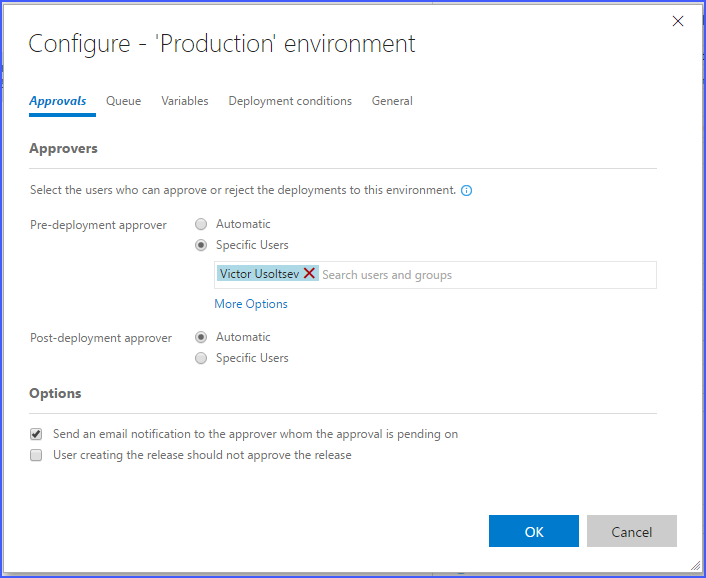 Configure - 'Production' environment
Approvals Queue Variables Deployment conditions General
Approvers
Select the users who can approve or reject the deployments to this environment.
Pre-deployment approver Automatic
Specific Users
Victor Usoltsev Search users and groups
More Options
Post-deployment approver Automatic
Specific Users
Options
Send an email notification to the approver whom the approval is pending on
User creating the release should not approve the release
OK Cancel